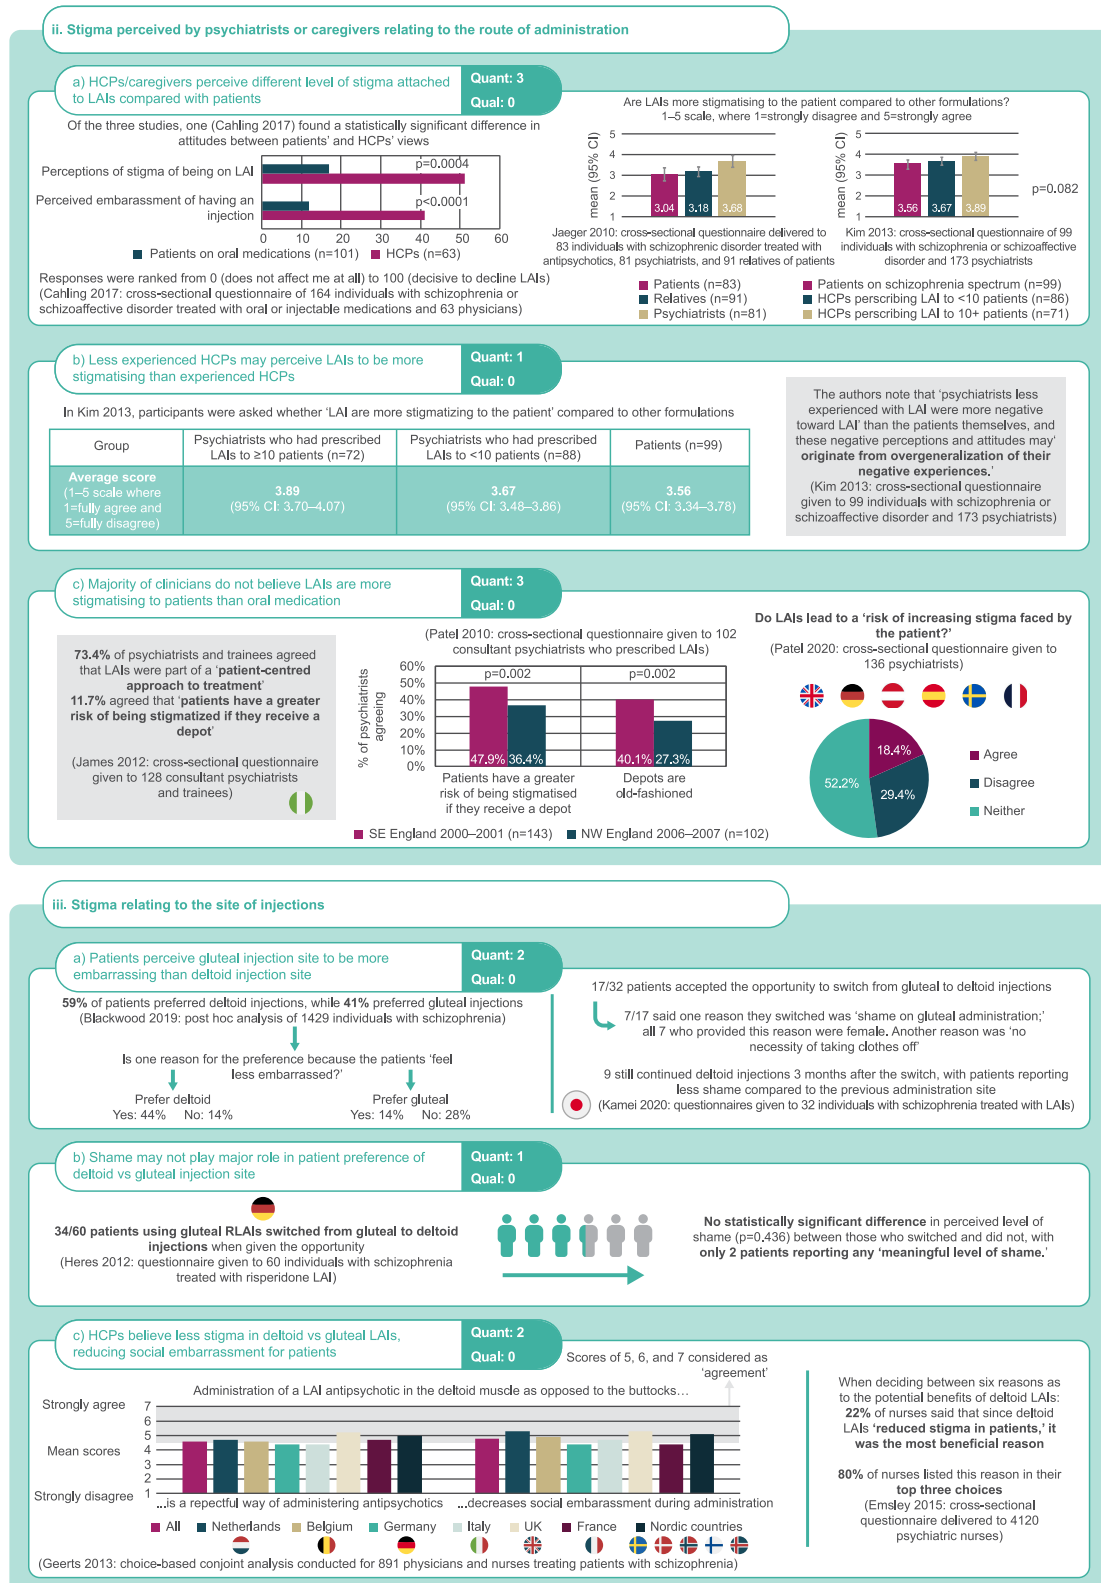 ii. Stigma perceived by psychiatrists or caregivers relating to the route of administration
a) HCPs/caregivers perceive different level of stigma attached
to LAIs compared with patients
Quant: 3
Qual: 0
Of the three studies, one (Cahling 2017) found a statistically significant difference in
attitudes between patients' and HCPs' views
Perceptions of stigma of being on LAI
p=0.0004
Perceived embarassment of having an
injection
p<0.0001
0 10 20 30 40 50 60
Patients on oral medications (n=101) HCPs (n=63)
Responses were ranked from 0 (does not affect me at all) to 100 (decisive to decline LAIs)
(Cahling 2017: cross-sectional questionnaire of 164 individuals with schizophrenia or
schizoaffective disorder treated with oral or injectable medications and 63 physicians)
Are LAIs more stigmatising to the patient compared to other formulations?
1–5 scale, where 1=strongly disagree and 5=strongly agree
mean (95% CI)
5
4
3
2
1
3.04 3.18 3.68
Jaeger 2010: cross-sectional questionnaire delivered to
83 individuals with schizophrenic disorder treated with
antipsychotics, 81 psychiatrists, and 91 relatives of patients
Patients (n=83)
Relatives (n=91)
Psychiatrists (n=81)
mean (95% CI)
5
4
3
2
1
3.56 3.67 3.89
p=0.082
Kim 2013: cross-sectional questionnaire of 99
individuals with schizophrenia or schizoaffective
disorder and 173 psychiatrists
Patients on schizophrenia spectrum (n=99)
HCPs perscribing LAI to <10 patients (n=86)
HCPs perscribing LAI to 10+ patients (n=71)
b) Less experienced HCPs may perceive LAIs to be more
stigmatising than experienced HCPs
Quant: 1
Qual: 0
In Kim 2013, participants were asked whether 'LAI are more stigmatizing to the patient' compared to other formulations
Group
Psychiatrists who had prescribed
LAIs to ≥10 patients (n=72)
Psychiatrists who had prescribed
LAIs to <10 patients (n=88)
Patients (n=99)
Average score
(1–5 scale where
1=fully agree and
5=fully disagree)
3.89
(95% CI: 3.70–4.07)
3.67
(95% CI: 3.48–3.86)
3.56
(95% CI: 3.34–3.78)
The authors note that 'psychiatrists less
experienced with LAI were more negative
toward LAI' than the patients themselves, and
these negative perceptions and attitudes may'
originate from overgeneralization of their
negative experiences.'
(Kim 2013: cross-sectional questionnaire
given to 99 individuals with schizophrenia or
schizoaffective disorder and 173 psychiatrists)
c) Majority of clinicians do not believe LAIs are more
stigmatising to patients than oral medication
Quant: 3
Qual: 0
73.4% of psychiatrists and trainees agreed
that LAIs were part of a 'patient-centred
approach to treatment'
11.7% agreed that 'patients have a greater
risk of being stigmatized if they receive a
depot'
(James 2012: cross-sectional questionnaire
given to 128 consultant psychiatrists
and trainees)
(Patel 2010: cross-sectional questionnaire given to 102
consultant psychiatrists who prescribed LAIs)
% of psychiatrists
agreeing
60%
50%
40%
30%
20%
10%
0%
p=0.002 p=0.002
47.9% 36.4% 40.1% 27.3%
Patients have a greater
risk of being stigmatised
if they receive a depot
Depots are
old-fashioned
SE England 2000–2001 (n=143) NW England 2006–2007 (n=102)
Do LAIs lead to a 'risk of increasing stigma faced by
the patient?'
(Patel 2020: cross-sectional questionnaire given to
136 psychiatrists)
18.4%
29.4%
52.2%
Agree
Disagree
Neither
iii. Stigma relating to the site of injections
a) Patients perceive gluteal injection site to be more
embarrassing than deltoid injection site
Quant: 2
Qual: 0
59% of patients preferred deltoid injections, while 41% preferred gluteal injections
(Blackwood 2019: post hoc analysis of 1429 individuals with schizophrenia)
Is one reason for the preference because the patients 'feel
less embarrassed?'
Prefer deltoid
Yes: 44% No: 14%
Prefer gluteal
Yes: 14% No: 28%
17/32 patients accepted the opportunity to switch from gluteal to deltoid injections
7/17 said one reason they switched was 'shame on gluteal administration;'
all 7 who provided this reason were female. Another reason was 'no
necessity of taking clothes off'
9 still continued deltoid injections 3 months after the switch, with patients reporting
less shame compared to the previous administration site
(Kamei 2020: questionnaires given to 32 individuals with schizophrenia treated with LAIs)
b) Shame may not play major role in patient preference of
deltoid vs gluteal injection site
Quant: 1
Qual: 0
34/60 patients using gluteal RLAIs switched from gluteal to deltoid
injections when given the opportunity
(Heres 2012: questionnaire given to 60 individuals with schizophrenia
treated with risperidone LAI)
No statistically significant difference in perceived level of
shame (p=0.436) between those who switched and did not, with
only 2 patients reporting any 'meaningful level of shame.'
c) HCPs believe less stigma in deltoid vs gluteal LAIs,
reducing social embarrassment for patients
Quant: 2
Qual: 0
Scores of 5, 6, and 7 considered as
'agreement'
Administration of a LAI antipsychotic in the deltoid muscle as opposed to the buttocks…
Strongly agree
Mean scores
Strongly disagree
7
6
5
4
3
2
1
...is a repectful way of administering antipsychotics
...decreases social embarassment during administration
All Netherlands Belgium Germany Italy UK France Nordic countries
(Geerts 2013: choice-based conjoint analysis conducted for 891 physicians and nurses treating patients with schizophrenia)
When deciding between six reasons as
to the potential benefits of deltoid LAIs:
22% of nurses said that since deltoid
LAIs 'reduced stigma in patients,' it
was the most beneficial reason
80% of nurses listed this reason in their
top three choices
(Emsley 2015: cross-sectional
questionnaire delivered to 4120
psychiatric nurses)